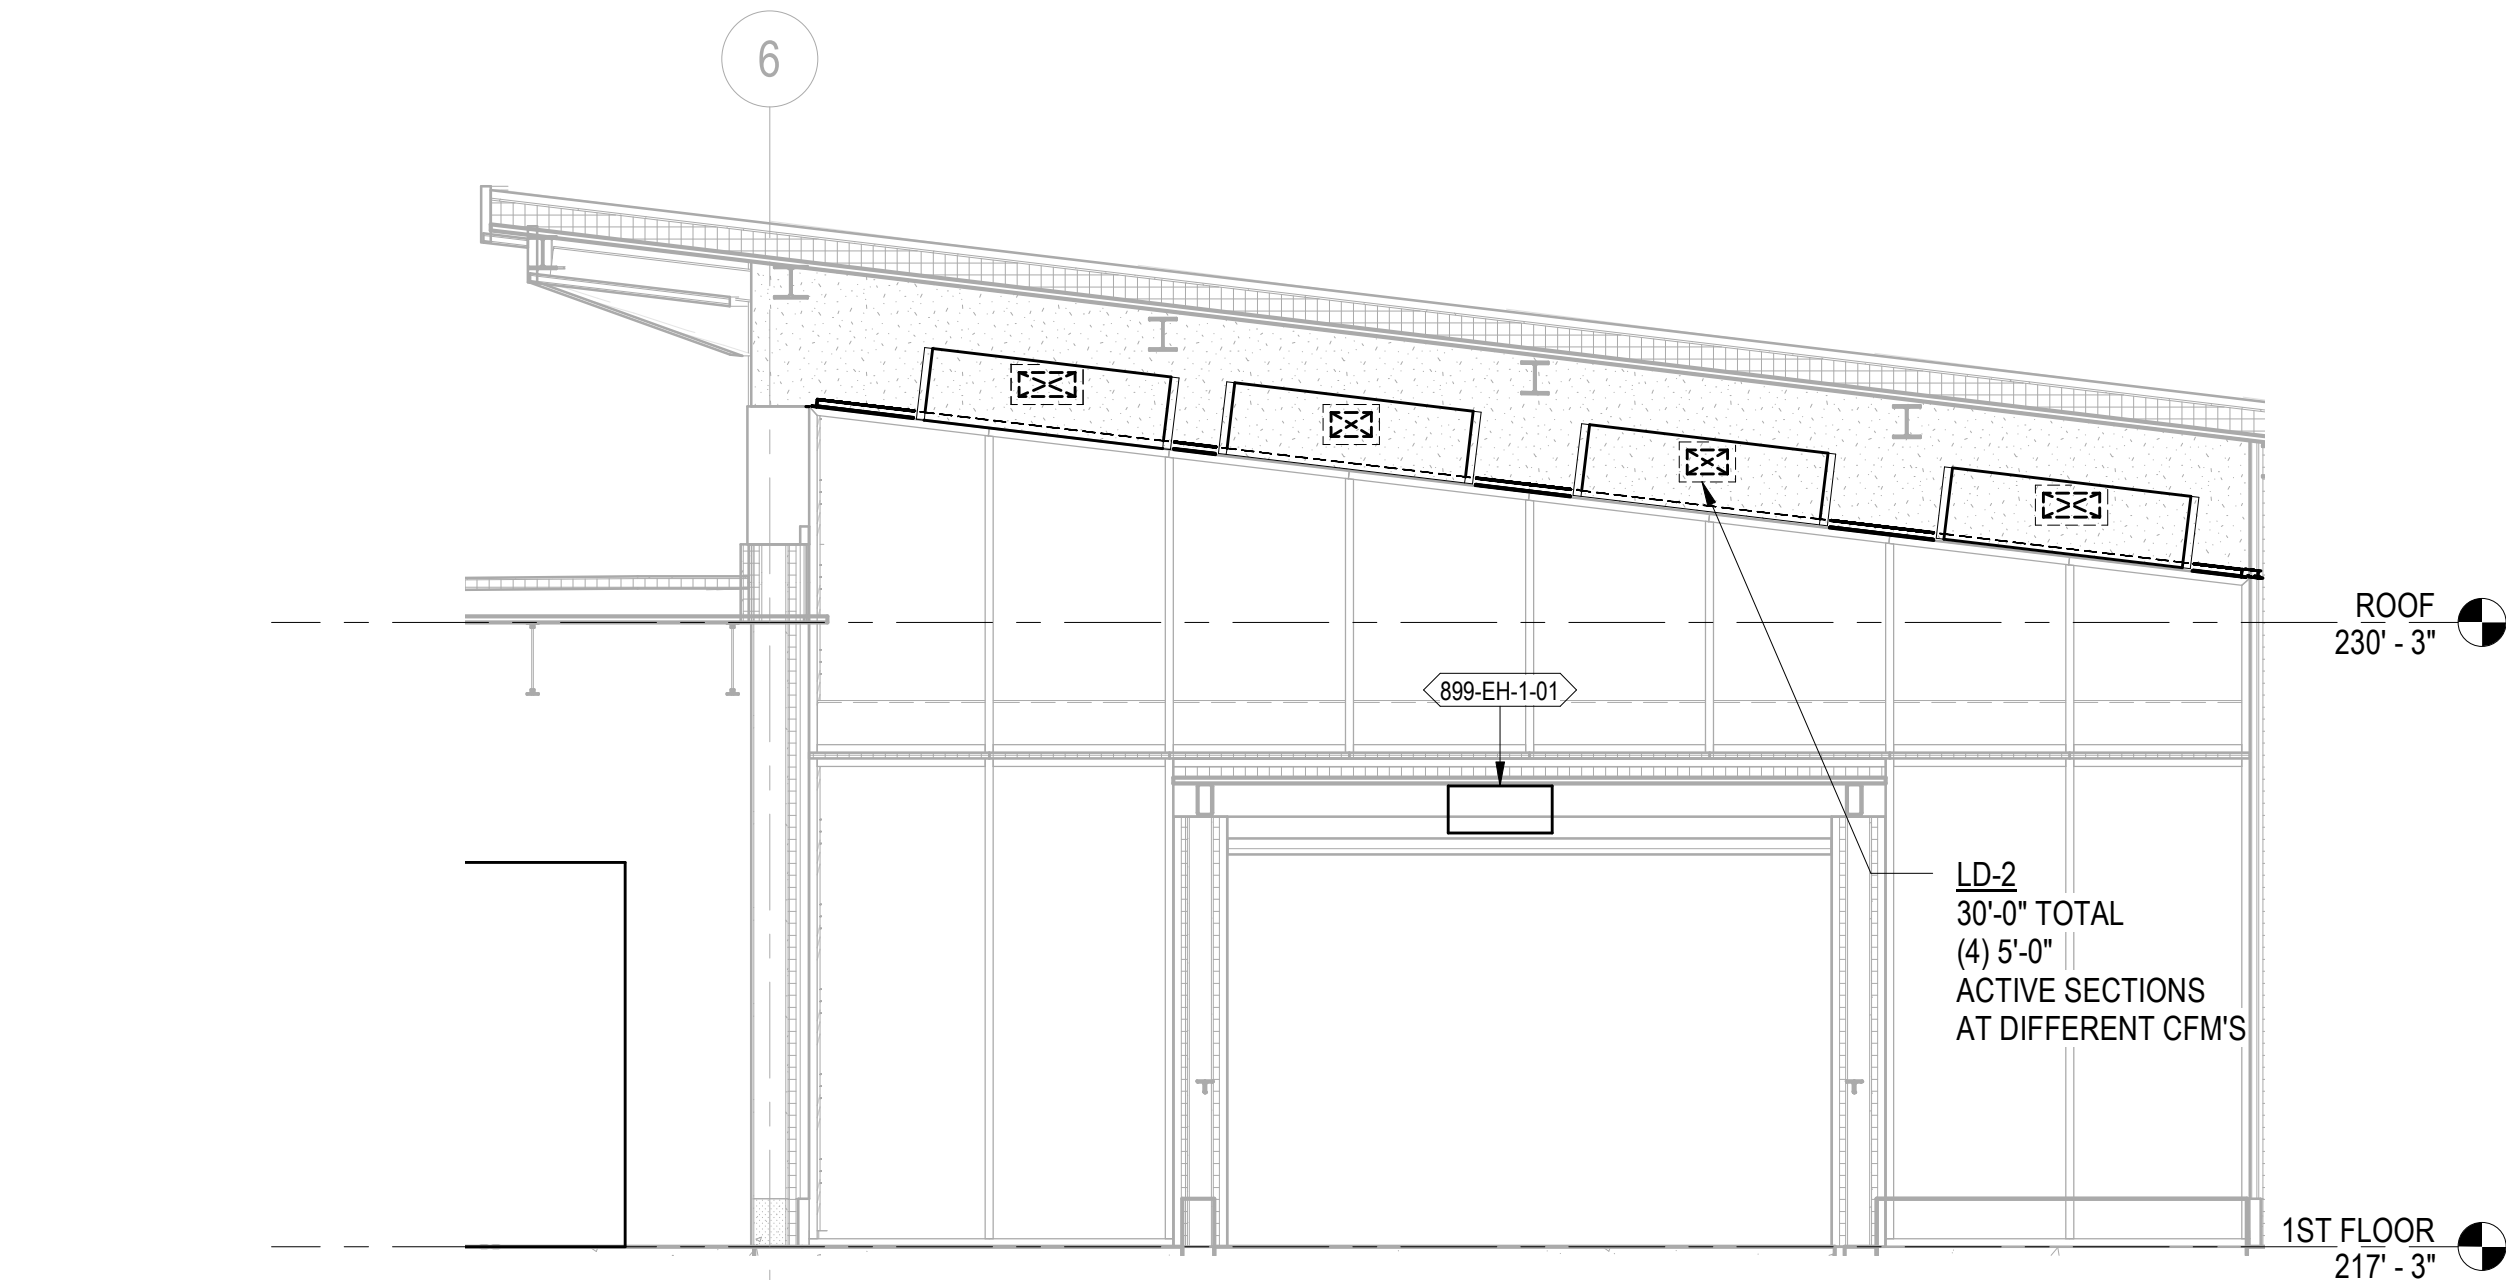 6
ROOF
230' - 3"
899-EH-1-01
LD-2
30'-0" TOTAL
(4) 5'-0"
ACTIVE SECTIONS
AT DIFFERENT CFM'S
1ST FLOOR
217' - 3"